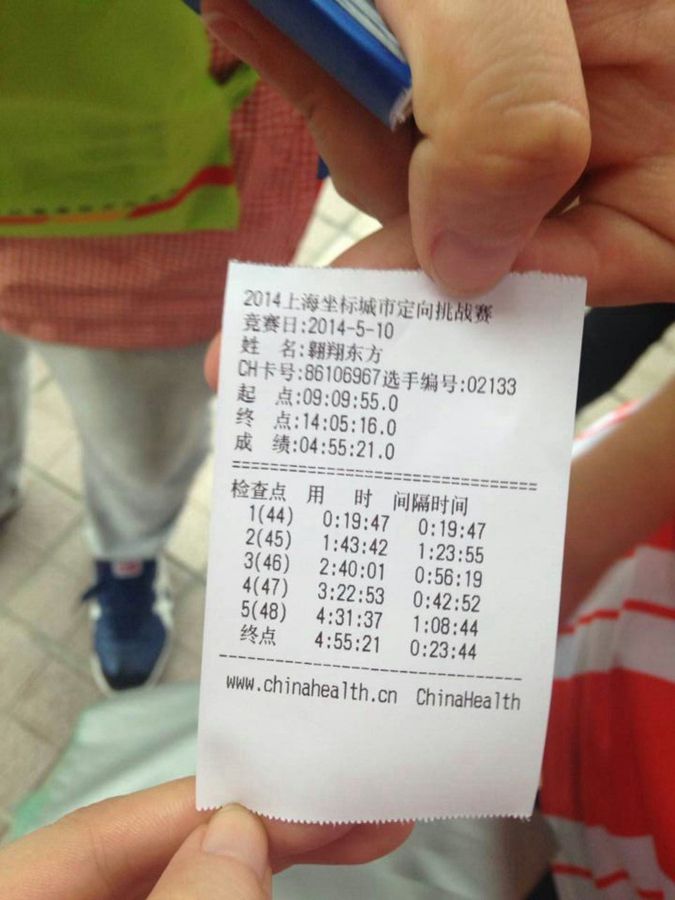 2014上海坐标城市定向挑战赛
竞赛日:2014-5-10
姓 名:翱翔东方
CH卡号:86106967选手编号:02133
起 点:09:09:55.0
终 点:14:05:16.0
成 绩:04:55:21.0
================================
检查点 用 时 间隔时间
1(44) 0:19:47 0:19:47
2(45) 1:43:42 1:23:55
3(46) 2:40:01 0:56:19
4(47) 3:22:53 0:42:52
5(48) 4:31:37 1:08:44
终点 4:55:21 0:23:44
--------------------------------
www.chinahealth.cn ChinaHealth